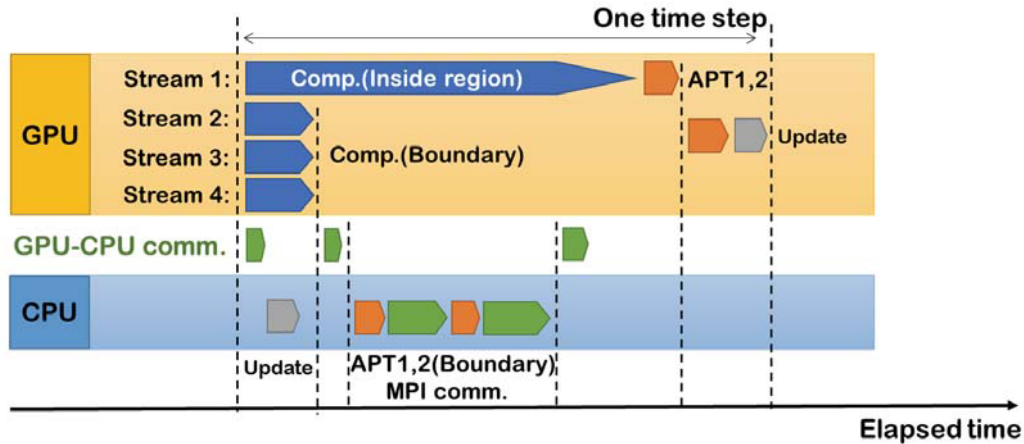 One time step
Stream 1:
Comp.(Inside region)
APT1,2
GPU
Stream 2:
Stream 3:
Comp.(Boundary)
Update
Stream 4:
GPU-CPU comm.
CPU
Update
APT1,2(Boundary)
MPI comm.
Elapsed time